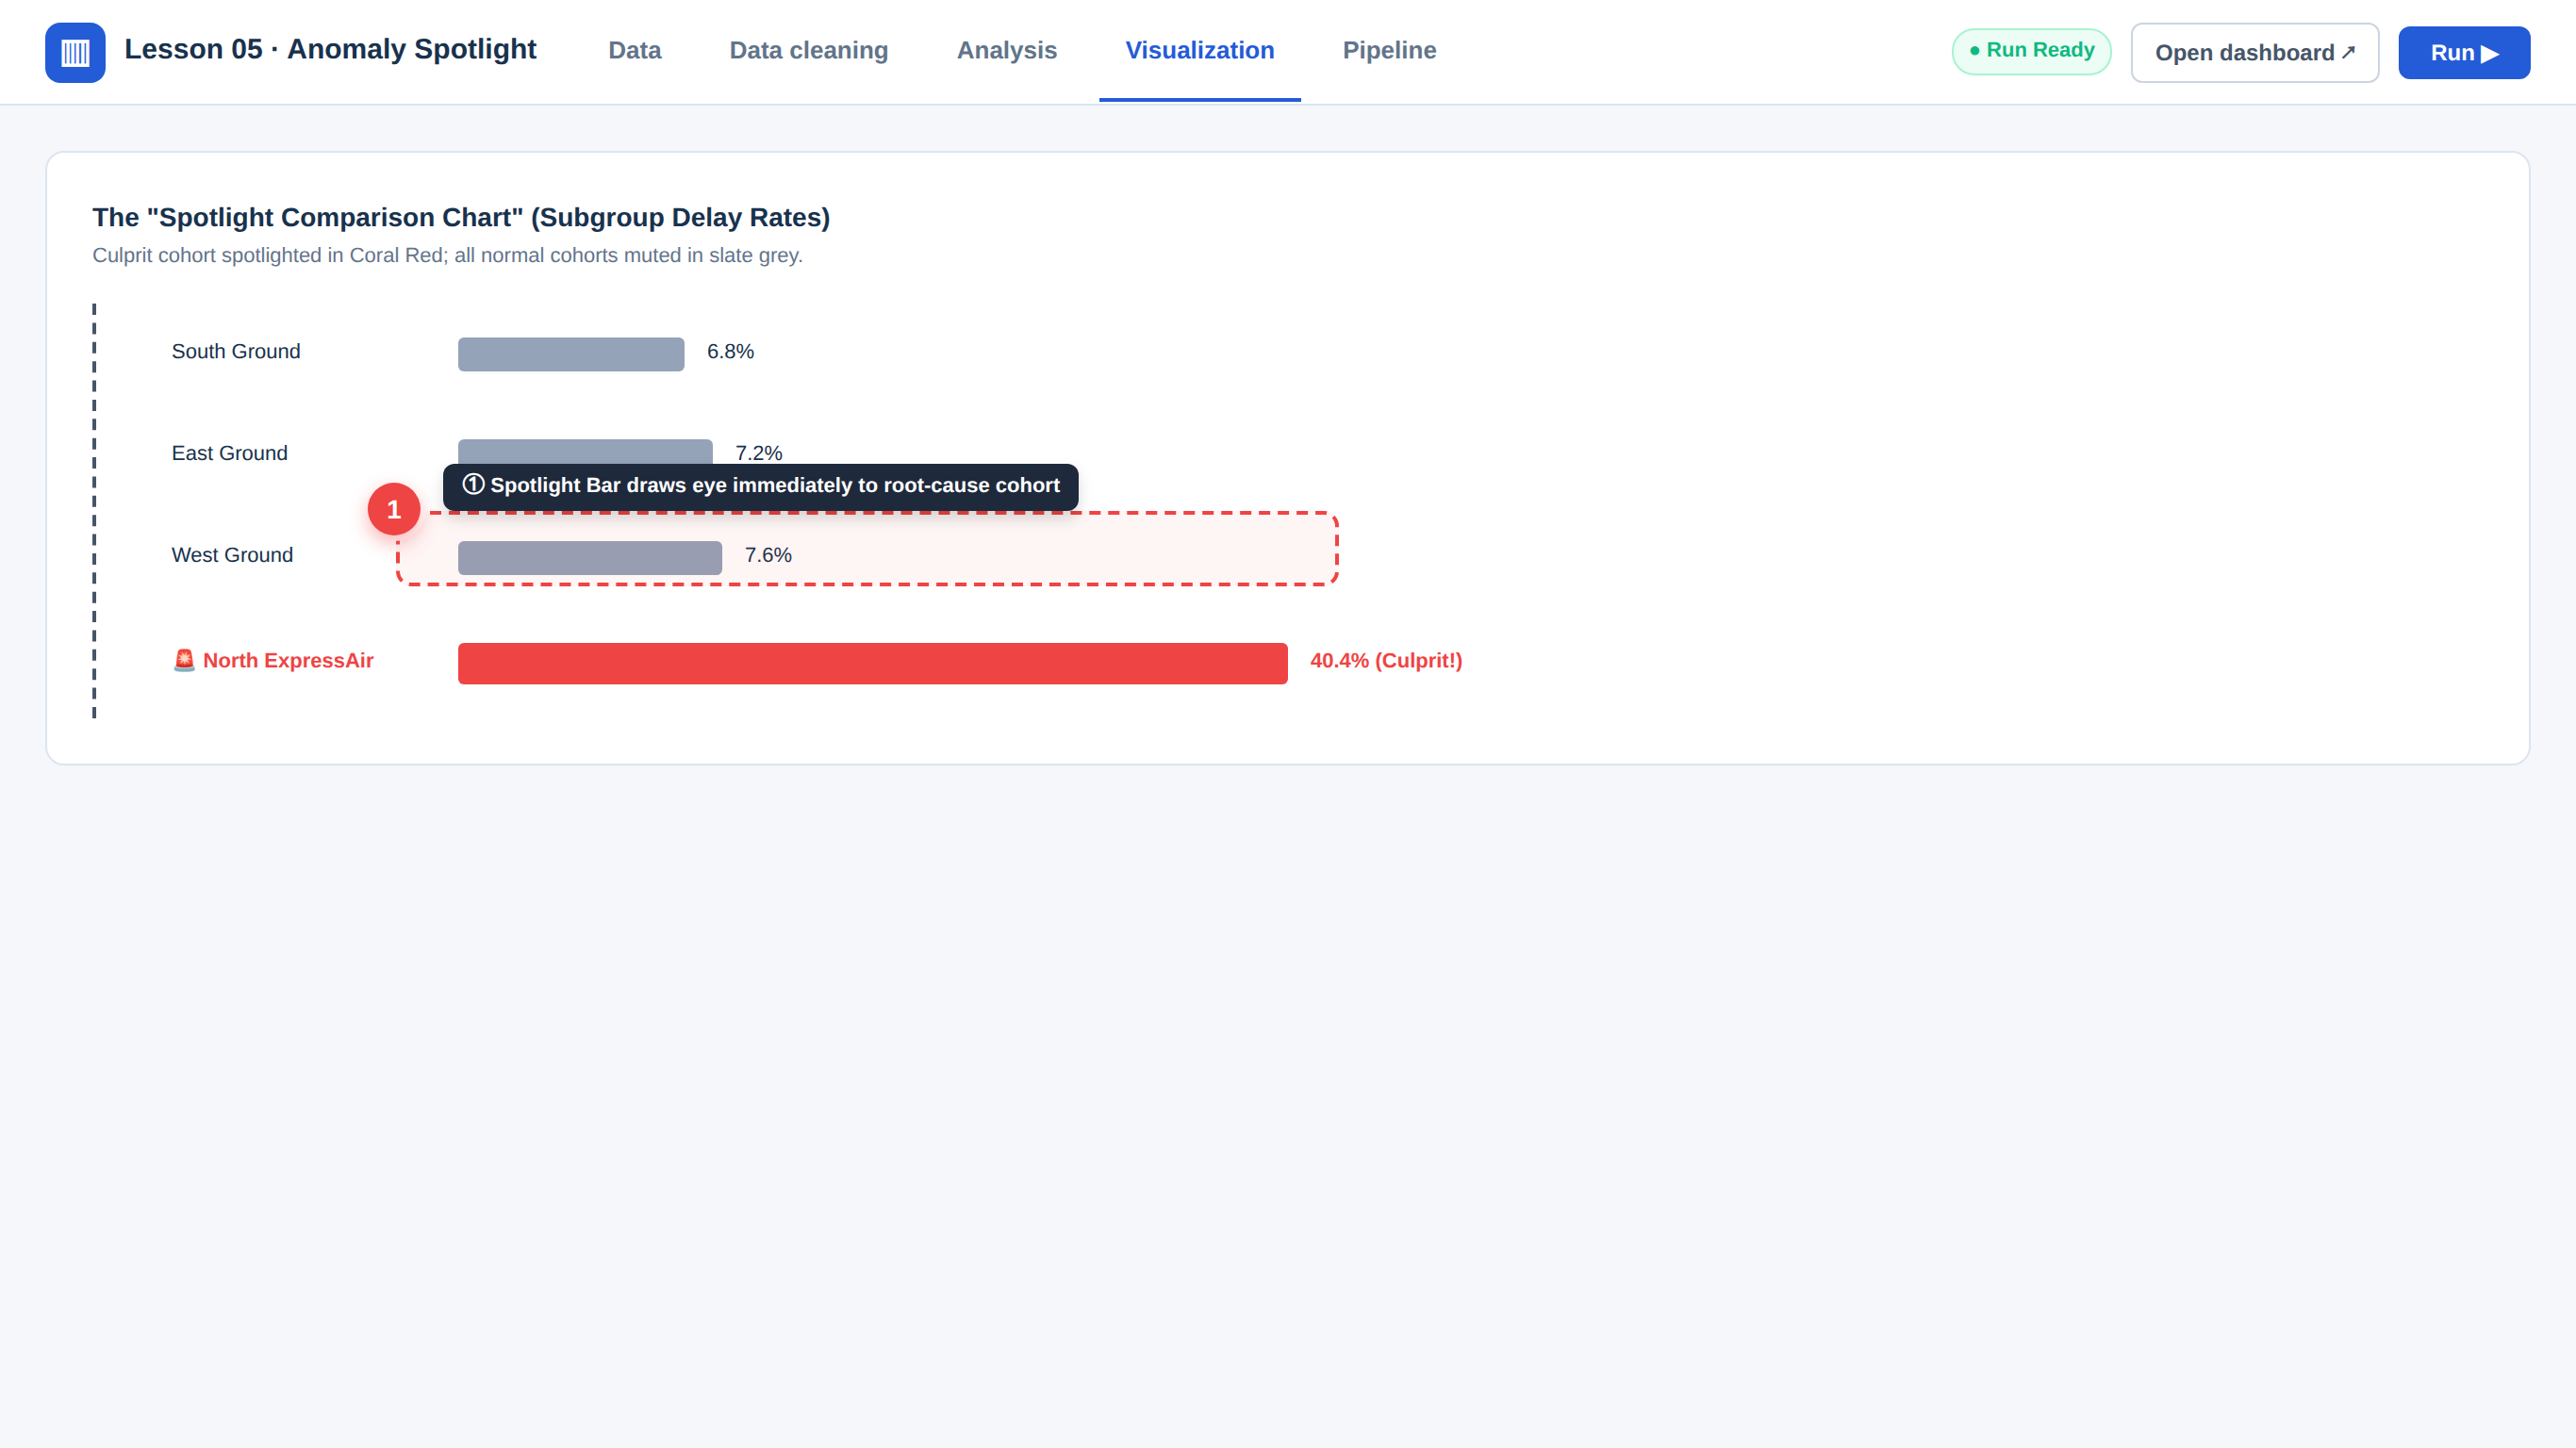 Lesson 05 · Anomaly Spotlight
Data
Data cleaning
Analysis
Visualization
Pipeline
● Run Ready
Open dashboard ↗
Run ▶
The "Spotlight Comparison Chart" (Subgroup Delay Rates)
Culprit cohort spotlighted in Coral Red; all normal cohorts muted in slate grey.
South Ground 6.8%
East Ground 7.2%
① Spotlight Bar draws eye immediately to root-cause cohort
1
West Ground 7.6%
🚨 North ExpressAir 40.4% (Culprit!)